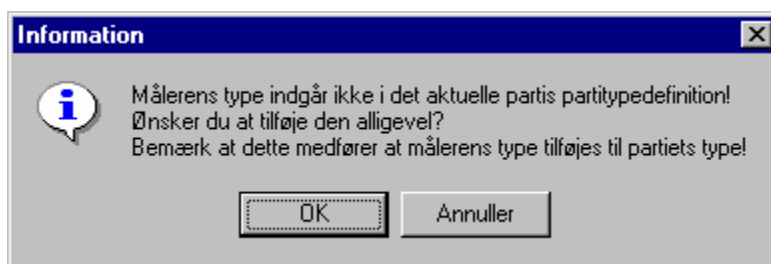 Information
Målerens type indgår ikke i det aktuelle partis partitypedefinition!
Ønsker du at tilføje den alligevel?
Bemærk at dette medfører at målerens type tilføjes til partiets type!
OK
Annuller